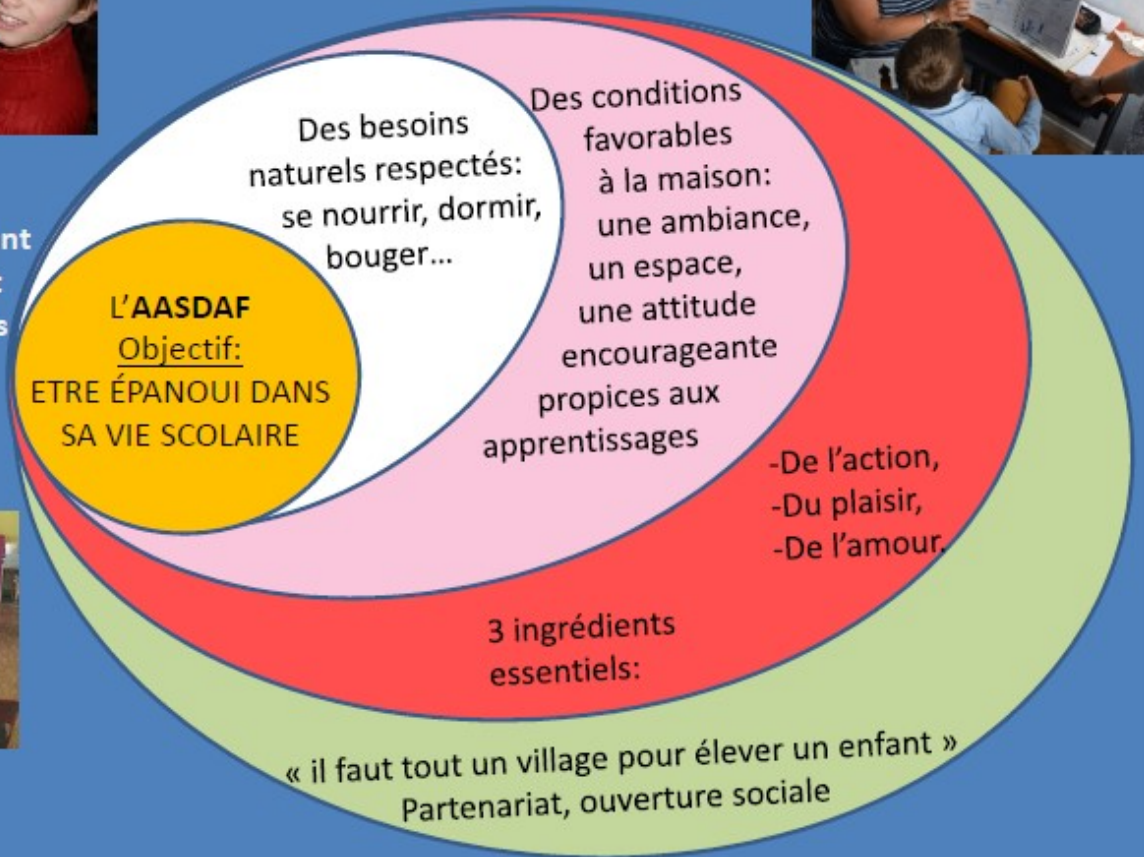 Des besoins
naturels respectés:
se nourrir, dormir,
bouger…
Des conditions
favorables
à la maison:
une ambiance,
un espace,
une attitude
encourageante
propices aux
apprentissages
L'AASDAF
Objectif:
ETRE ÉPANOUI DANS
SA VIE SCOLAIRE
-De l'action,
-Du plaisir,
-De l'amour.
3 ingrédients
essentiels:
« il faut tout un village pour élever un enfant »
Partenariat, ouverture sociale